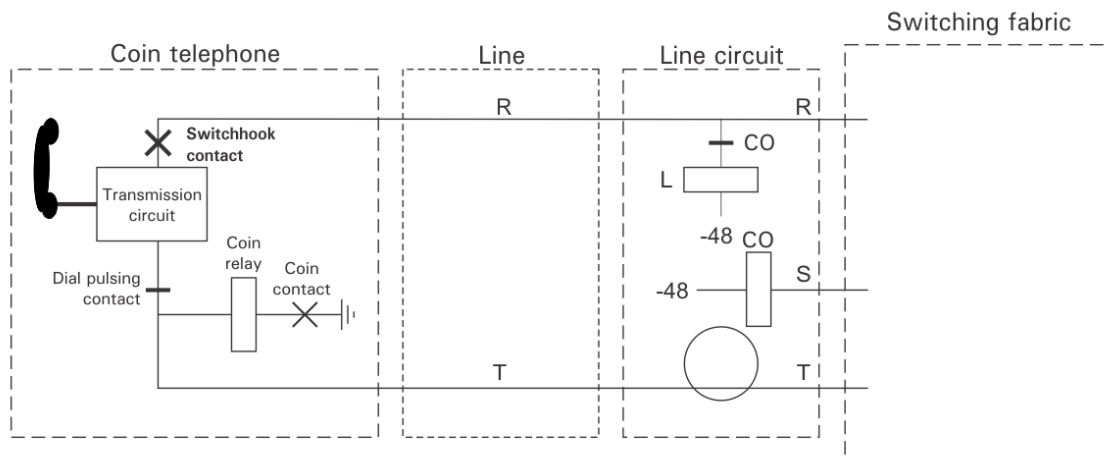 Switching fabric
Coin telephone
Line
Line circuit
R
R
Switchhook
contact
CO
Transmission
circuit
L
-48
CO
Coin
relay
Coin
contact
Dial pulsing
contact
-48
S
T
T